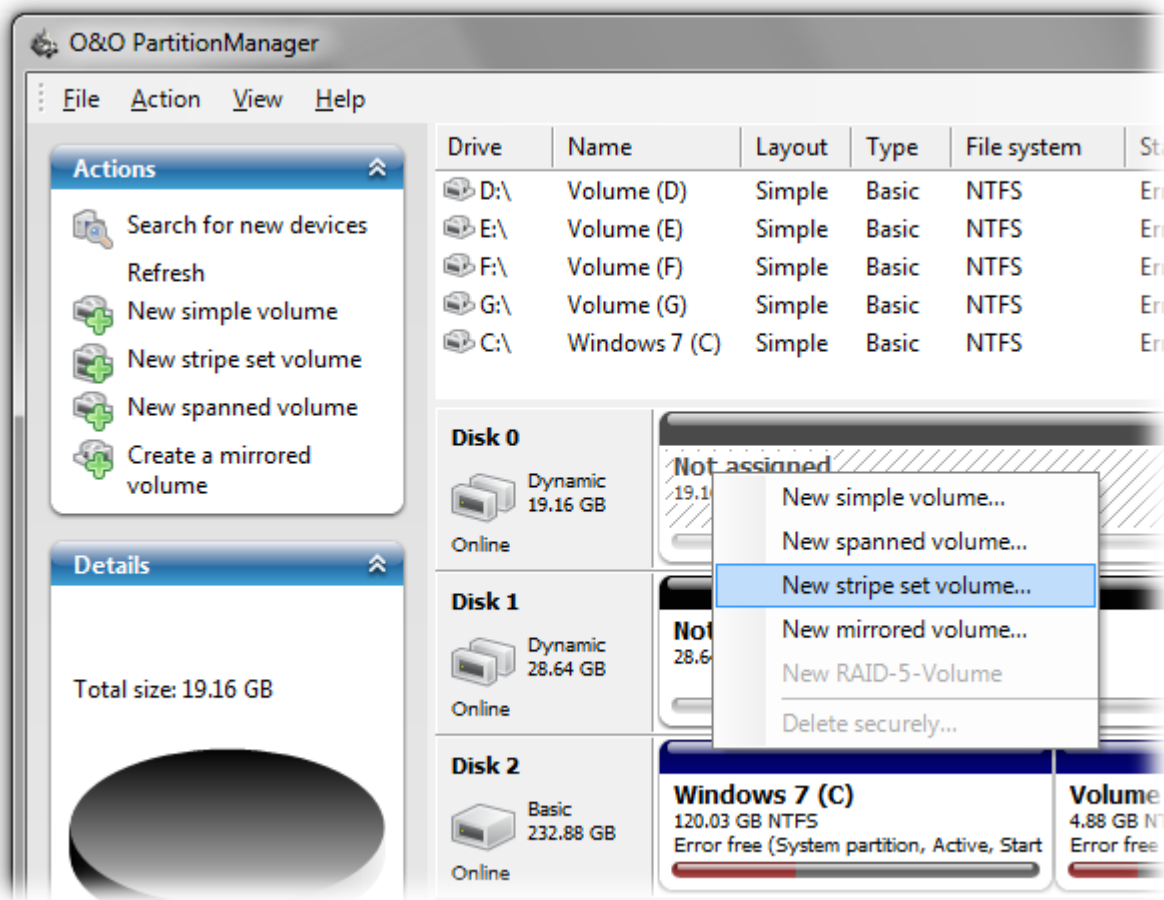 O&O PartitionManager
File Action View Help
Actions
Search for new devices
Refresh
New simple volume
New stripe set volume
New spanned volume
Create a mirrored
volume
Details
Total size: 19.16 GB
Drive Name Layout Type File system
D:\ Volume (D) Simple Basic NTFS
E:\ Volume (E) Simple Basic NTFS
F:\ Volume (F) Simple Basic NTFS
G:\ Volume (G) Simple Basic NTFS
C:\ Windows 7 (C) Simple Basic NTFS
Disk 0
Dynamic
19.16 GB
Online
Not assigned
New simple volume...
New spanned volume...
New stripe set volume...
New mirrored volume...
New RAID-5-Volume
Delete securely...
Disk 1
Dynamic
28.64 GB
Online
Not
Disk 2
Basic
232.88 GB
Online
Windows 7 (C)
120.03 GB NTFS
Error free (System partition, Active, Start
Volume
4.88 GB
Error free